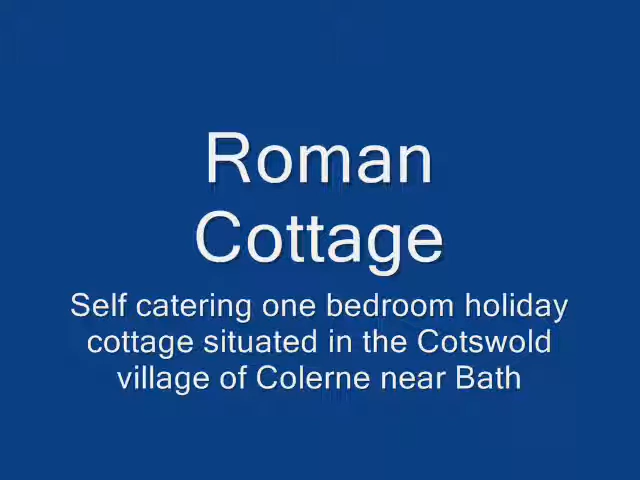 Roman
Cottage
Self catering one bedroom holiday
cottage situated in the Cotswold
village of Colerne near Bath